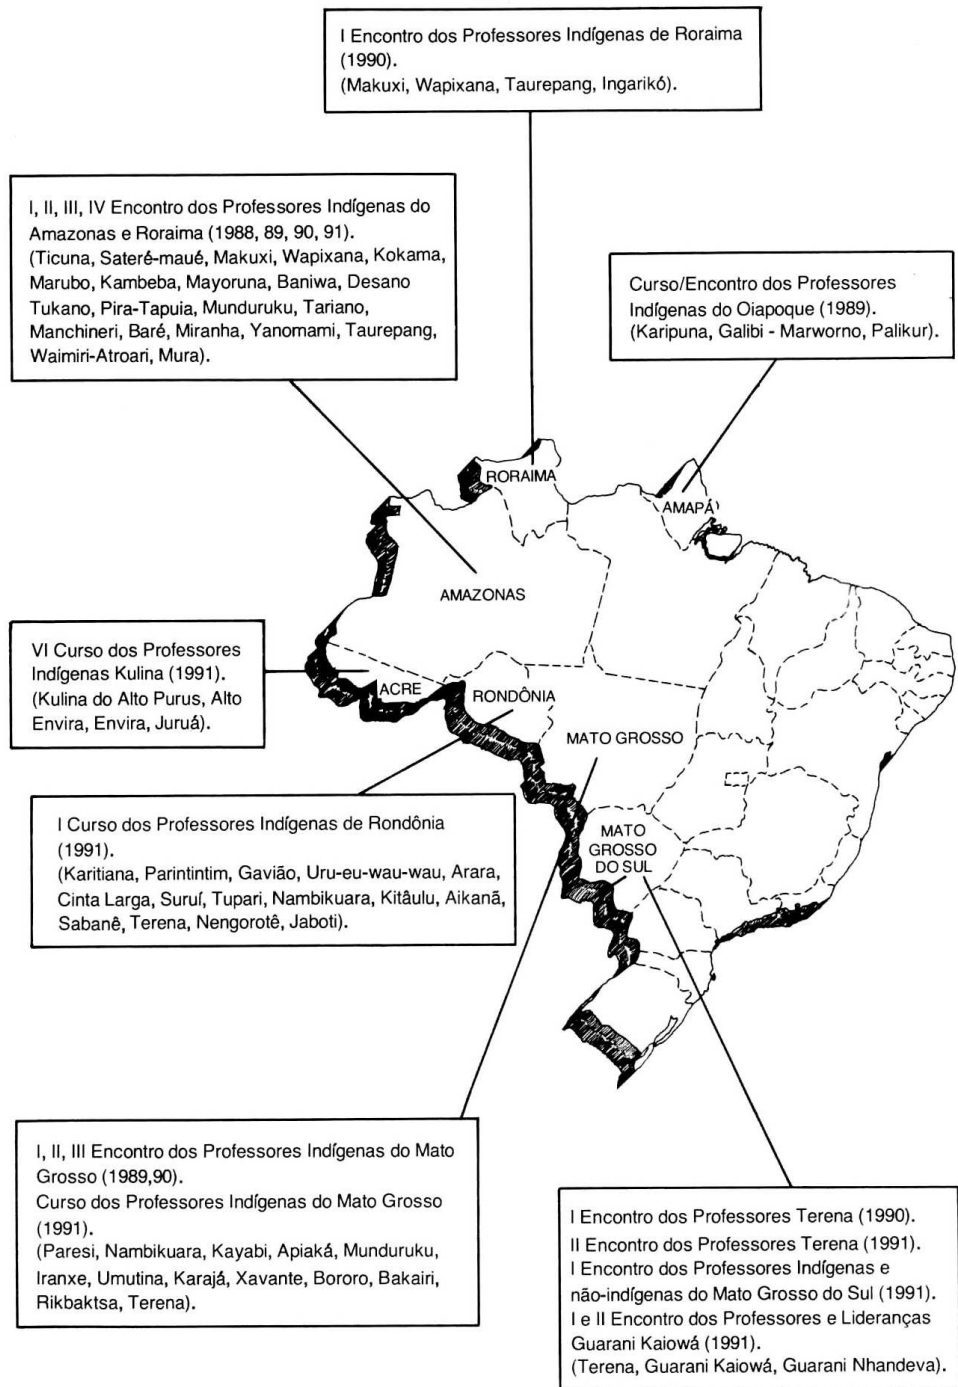 I Encontro dos Professores Indígenas de Roraima
(1990).
(Makuxi, Wapixana, Taurepang, Ingarikó).
I, II, III, IV Encontro dos Professores Indígenas do
Amazonas e Roraima (1988, 89, 90, 91).
(Ticuna, Sateré-maué, Makuxi, Wapixana, Kokama,
Marubo, Kambeba, Mayoruna, Baniwa, Desano
Tukano, Pira-Tapuia, Munduruku, Tariano,
Manchineri, Baré, Miranha, Yanomami, Taurepang,
Waimiri-Atroari, Mura).
Curso/Encontro dos Professores
Indígenas do Oiapoque (1989).
(Karipuna, Galibi - Marworno, Palikur).
RORAIMA
AMAPÁ
AMAZONAS
VI Curso dos Professores
Indígenas Kulina (1991).
(Kulina do Alto Purus, Alto
Envira, Envira, Juruá).
ACRE
RONDÔNIA
MATO GROSSO
I Curso dos Professores Indígenas de Rondônia
(1991).
(Karitiana, Parintintim, Gavião, Uru-eu-wau-wau, Arara,
Cinta Larga, Suruí, Tupari, Nambikuara, Kitâulu, Aikanã,
Sabanê, Terena, Nengorotê, Jaboti).
MATO
GROSSO
DO SUL
I, II, III Encontro dos Professores Indígenas do Mato
Grosso (1989,90).
Curso dos Professores Indígenas do Mato Grosso
(1991).
(Paresi, Nambikuara, Kayabi, Apiaká, Munduruku,
Iranxe, Umutina, Karajá, Xavante, Bororo, Bakairi,
Rikbaktsa, Terena).
I Encontro dos Professores Terena (1990).
II Encontro dos Professores Terena (1991).
I Encontro dos Professores Indígenas e
não-indígenas do Mato Grosso do Sul (1991).
I e II Encontro dos Professores e Lideranças
Guarani Kaiowá (1991).
(Terena, Guarani Kaiowá, Guarani Nhandeva).